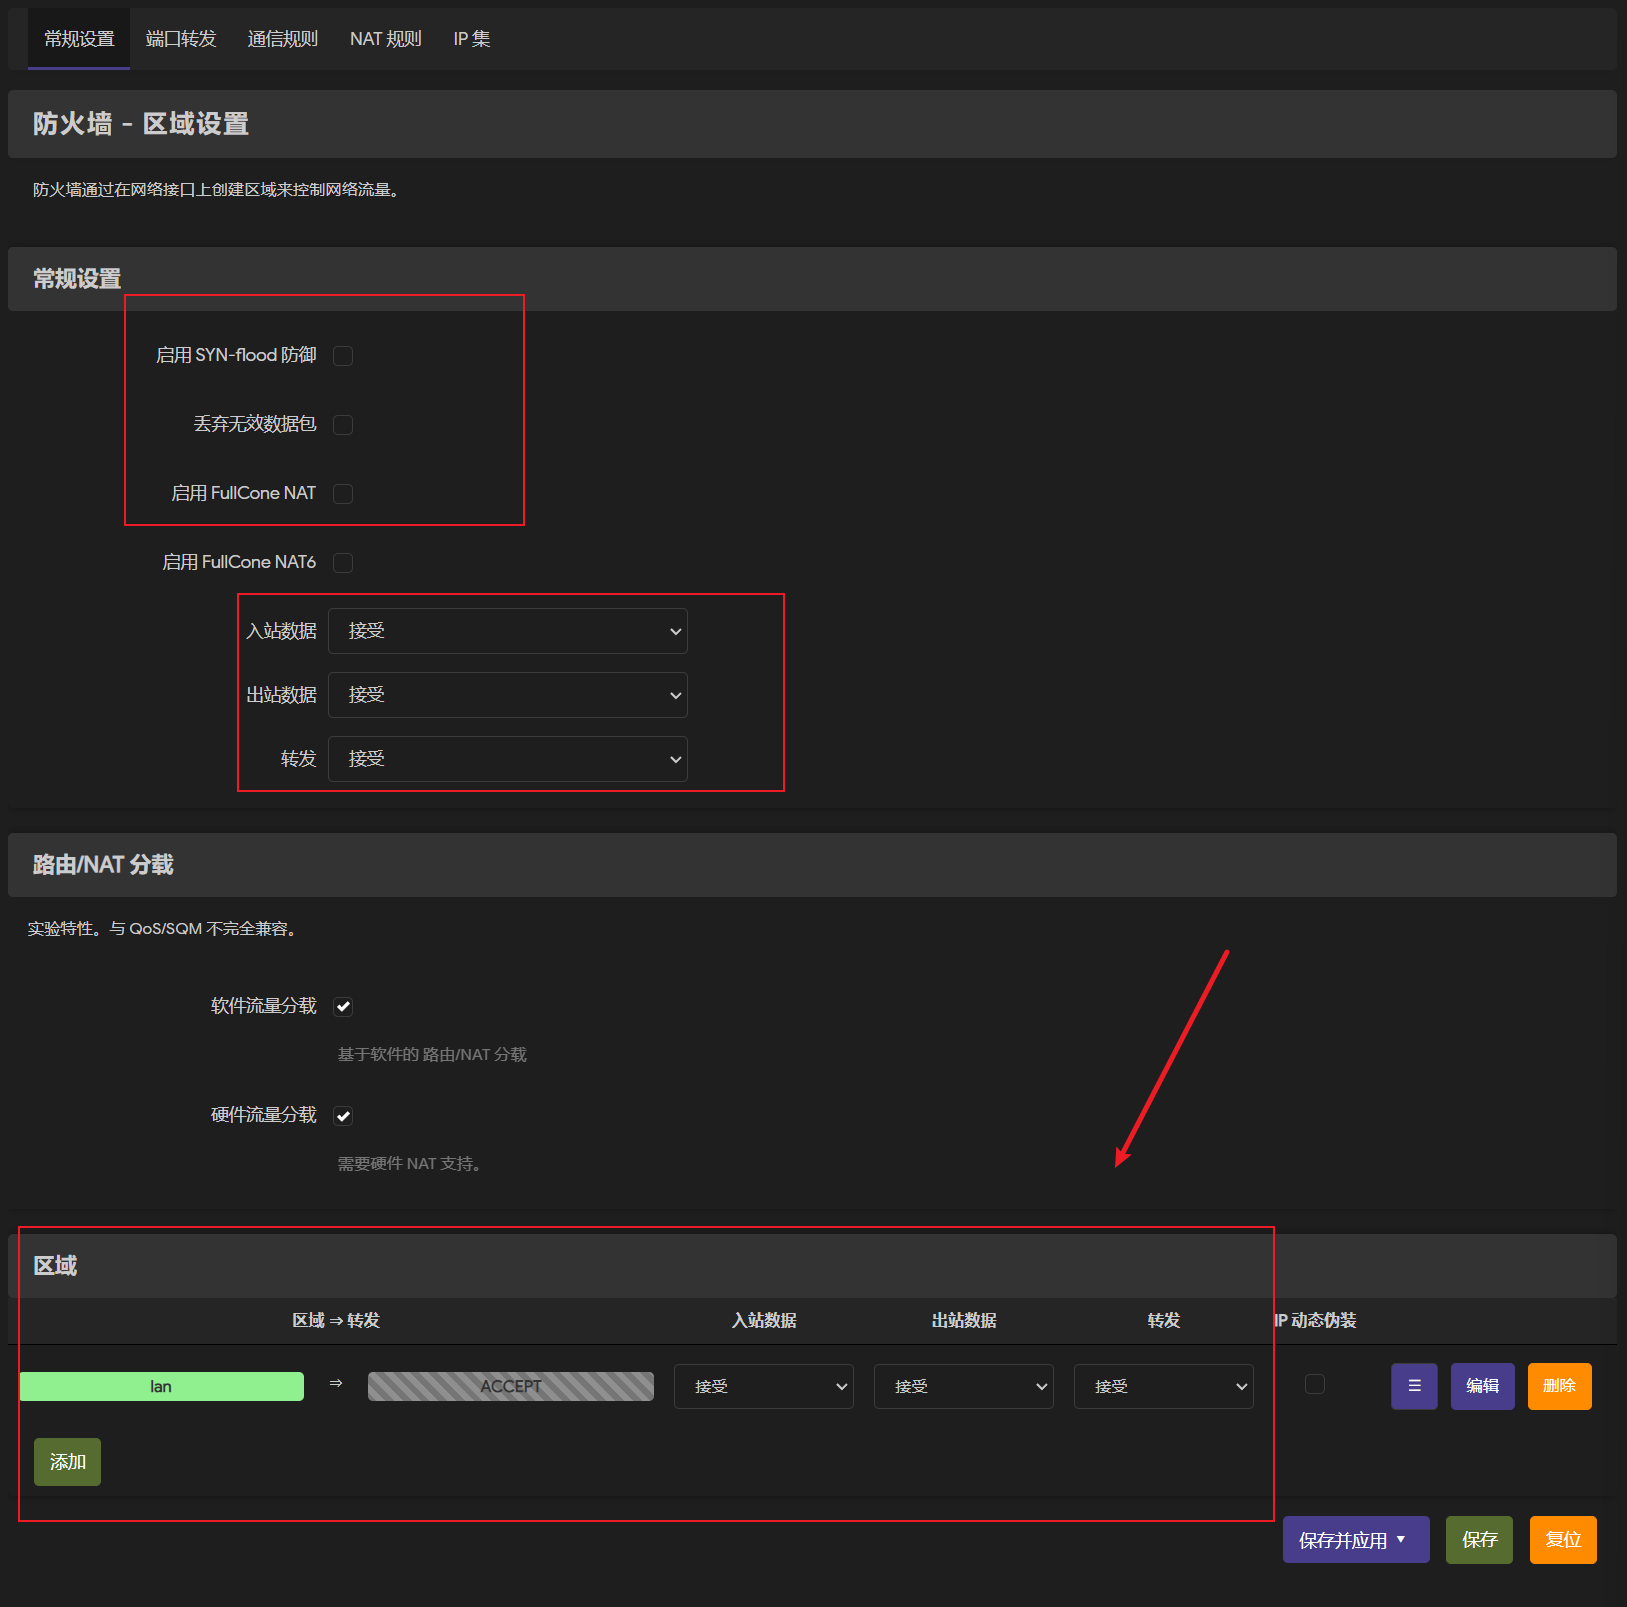 常规设置 端口转发 通信规则 NAT 规则 IP 集
防火墙 - 区域设置
防火墙通过在网络接口上创建区域来控制网络流量。
常规设置
启用 SYN-flood 防御
丢弃无效数据包
启用 FullCone NAT
启用 FullCone NAT6
入站数据 接受
出站数据 接受
转发 接受
路由/NAT 分载
实验特性。与 QoS/SQM 不完全兼容。
软件流量分载
基于软件的 路由/NAT 分载
硬件流量分载
需要硬件 NAT 支持。
区域
区域 ⇒ 转发 入站数据 出站数据 转发 IP 动态伪装
lan ⇒ ACCEPT 接受 接受 接受 ☰ 编辑 删除
添加
保存并应用 ▼ 保存 复位